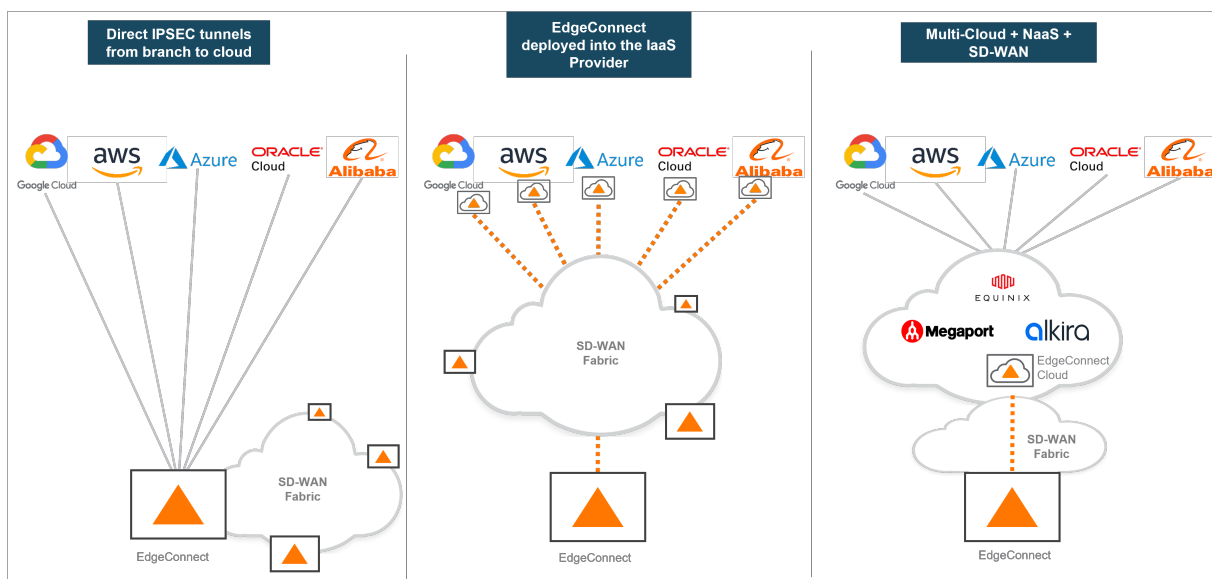 Direct IPSEC tunnels
from branch to cloud
Google Cloud
aws
Azure
ORACLE
Cloud
Alibaba
SD-WAN
Fabric
EdgeConnect
EdgeConnect
deployed into the IaaS
Provider
Google Cloud
aws
Azure
ORACLE
Cloud
Alibaba
SD-WAN
Fabric
EdgeConnect
Multi-Cloud + NaaS +
SD-WAN
Google Cloud
aws
Azure
ORACLE
Cloud
Alibaba
EQUINIX
Megaport
alkira
EdgeConnect
Cloud
SD-WAN
Fabric
EdgeConnect